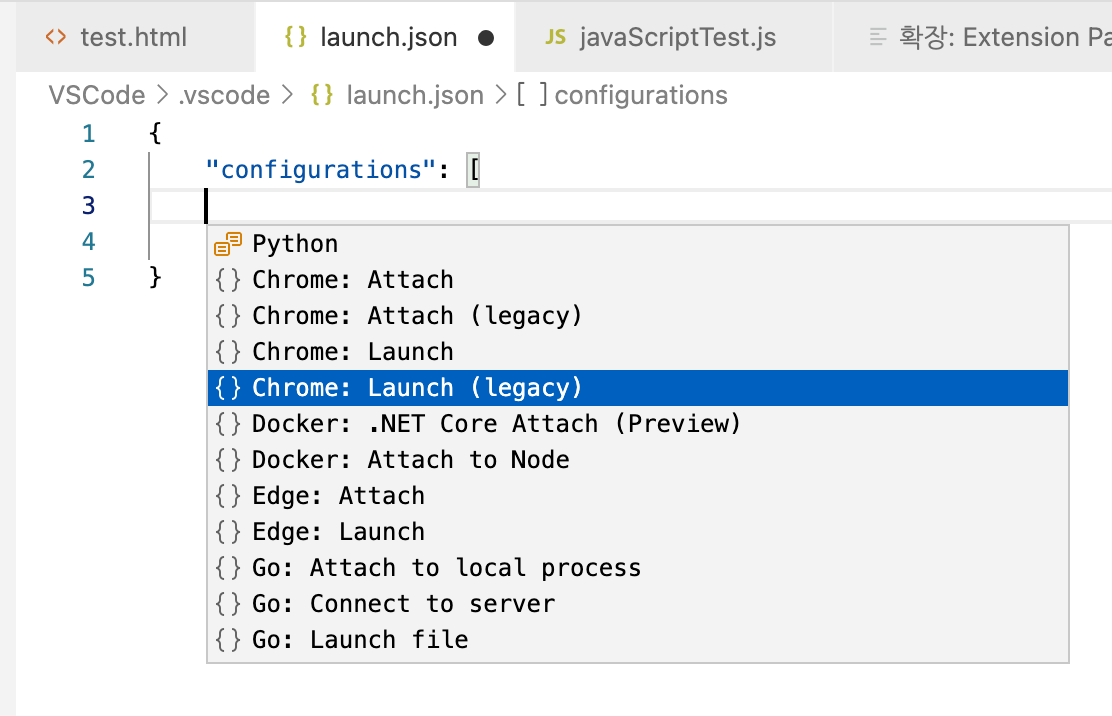 test.html launch.json JS javaScriptTest.js 확장: Extension Pa
VSCode > .vscode > {} launch.json > [ ] configurations
1 {
2 "configurations": [
3
4
5 }
Python
{} Chrome: Attach
{} Chrome: Attach (legacy)
{} Chrome: Launch
{} Chrome: Launch (legacy)
{} Docker: .NET Core Attach (Preview)
{} Docker: Attach to Node
{} Edge: Attach
{} Edge: Launch
{} Go: Attach to local process
{} Go: Connect to server
{} Go: Launch file